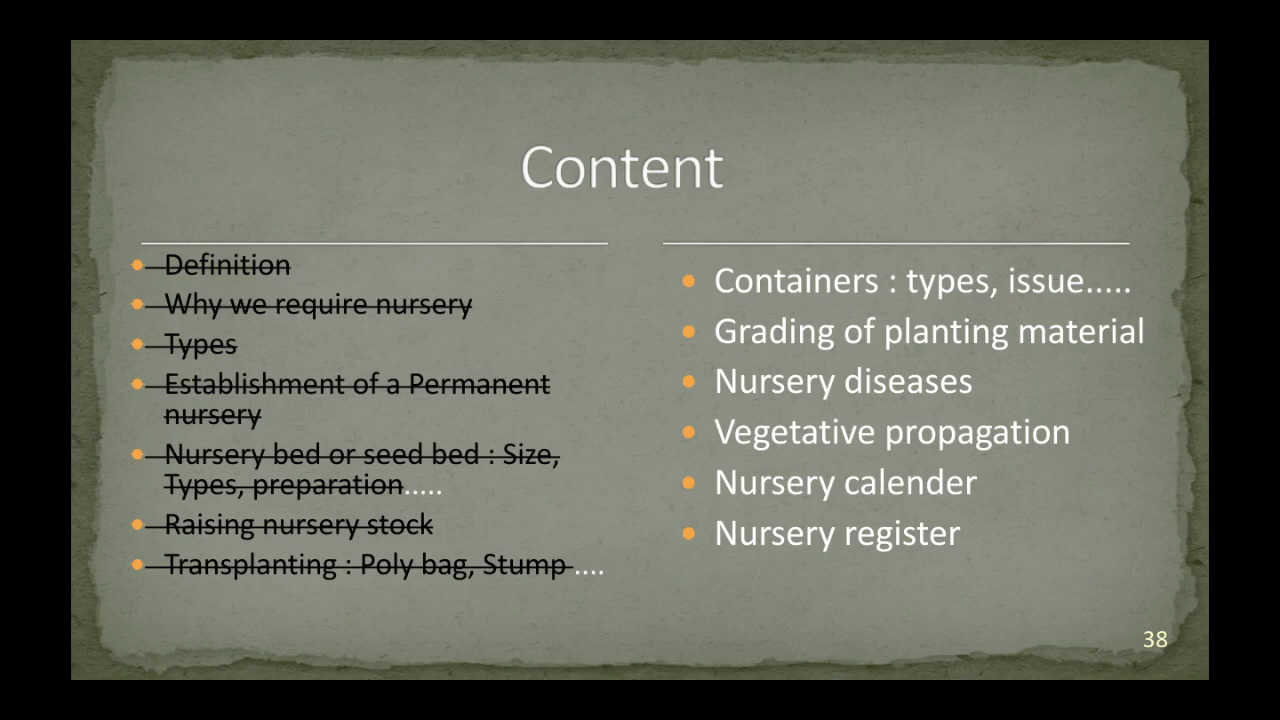 Content
Definition
Why we require nursery
Types
Establishment of a Permanent
nursery
Nursery bed or seed bed : Size,
Types, preparation.....
Raising nursery stock
Transplanting : Poly bag, Stump ....
Containers : types, issue.....
Grading of planting material
Nursery diseases
Vegetative propagation
Nursery calender
Nursery register
38